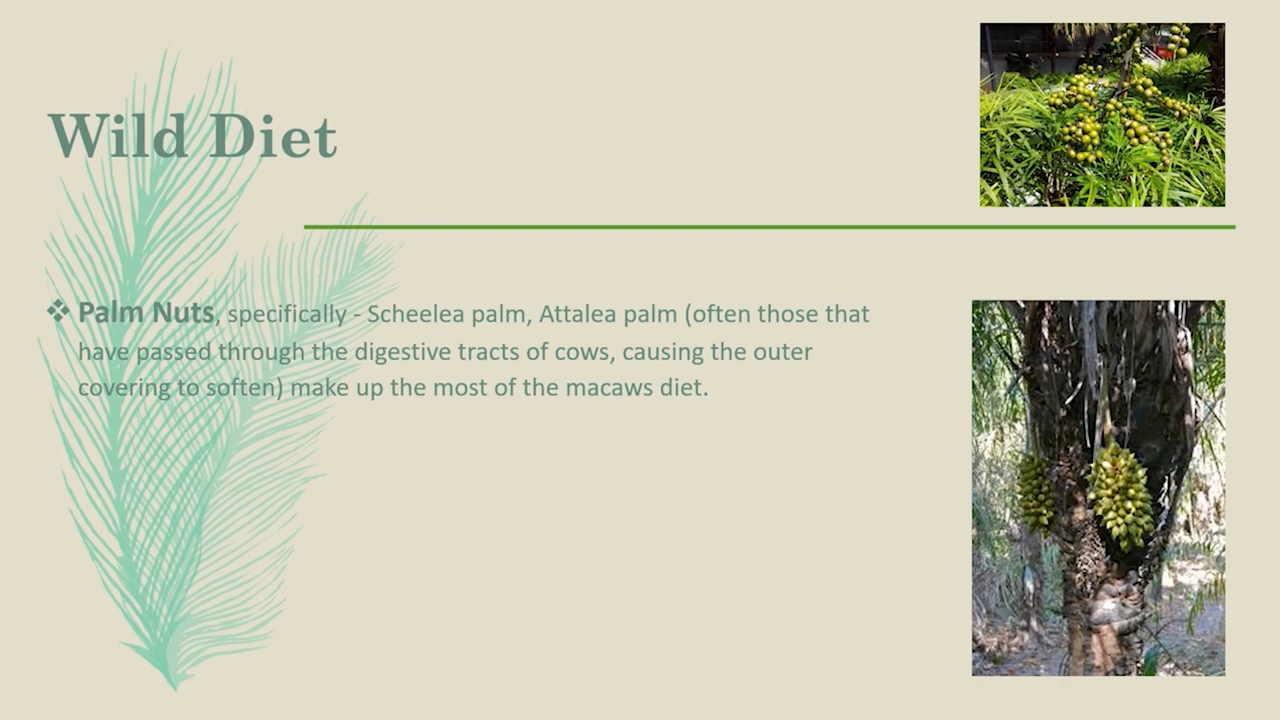 Wild Diet
❖ Palm Nuts, specifically - Scheelea palm, Attalea palm (often those that
have passed through the digestive tracts of cows, causing the outer
covering to soften) make up the most of the macaws diet.